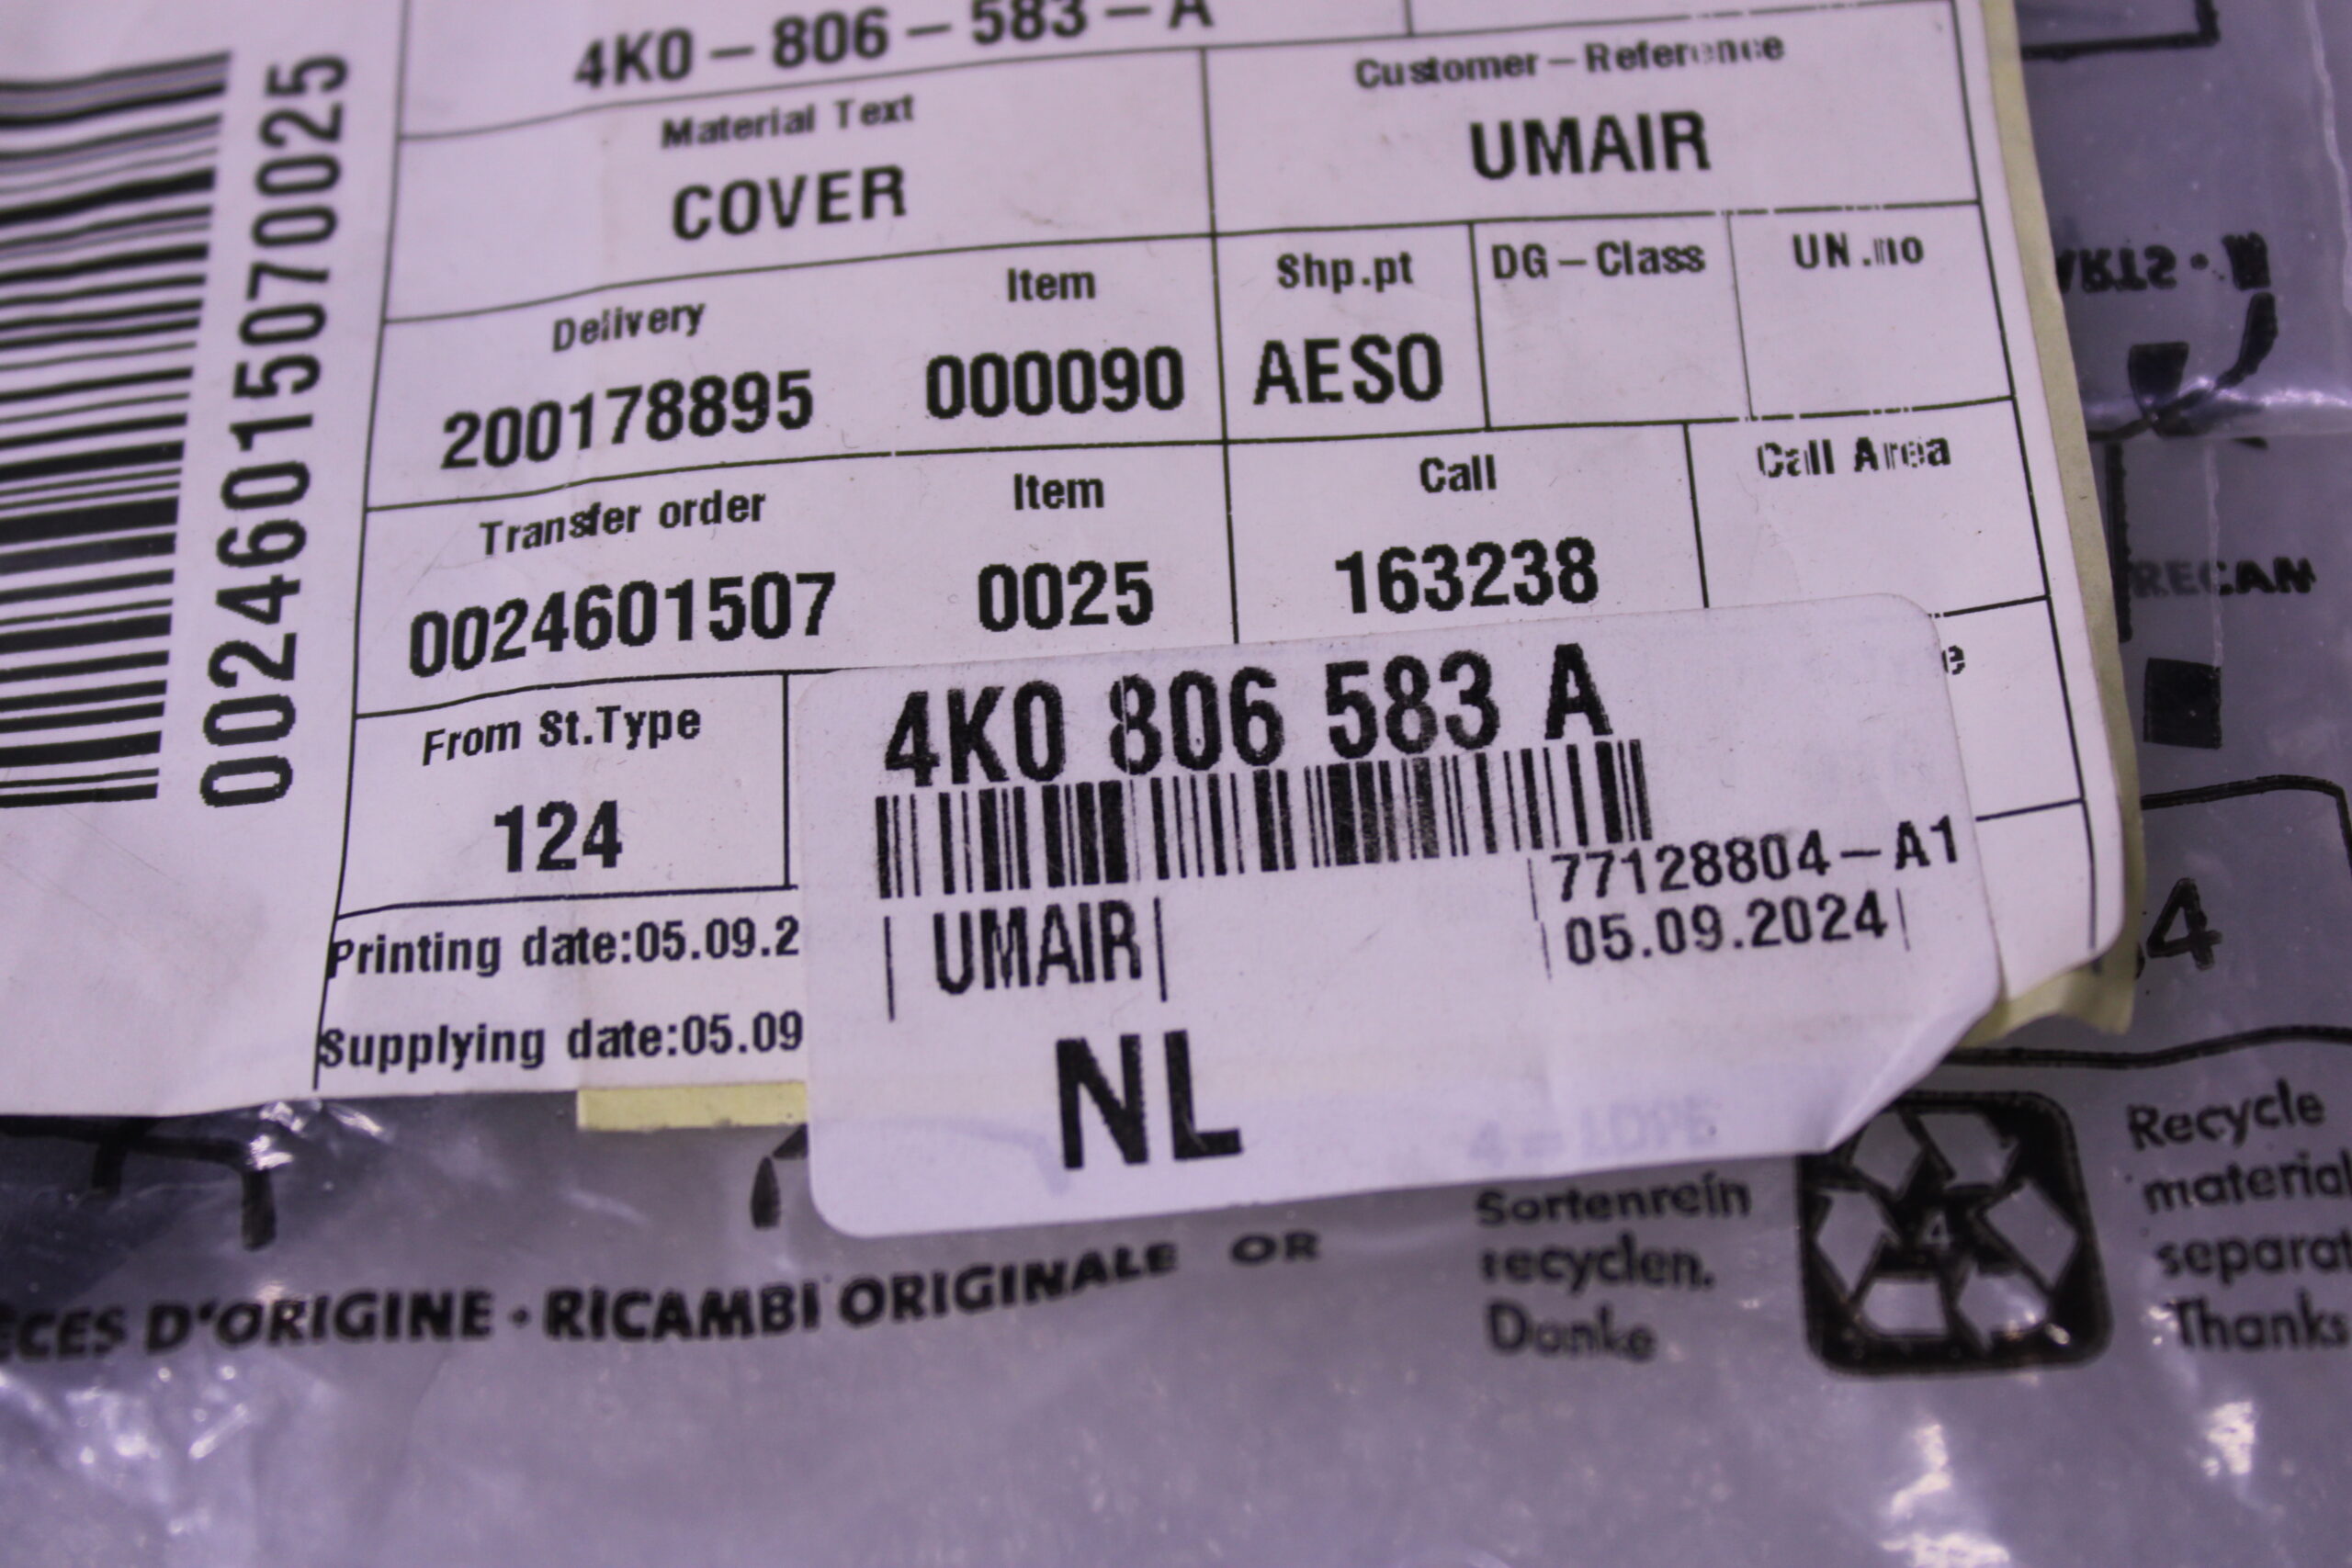 4K0-806-583-A
Customer-Reference
Material Text
UMAIR
COVER
Delivery
Item
Shp.pt
DG-Class
UN.no
200178895
000090
AESO
Transfer order
Item
Call
Call Area
0024601507
0025
163238
From St.Type
124
Printing date:05.09.2
Supplying date:05.09
00246015070025
4K0 806 583 A
77128804-A1
UMAIR
05.09.2024
NL
D'ORIGINE · RICAMBI ORIGINALE OR
Sortenrein
recyclen.
Danke
4
Recycle
material
separat
Thanks